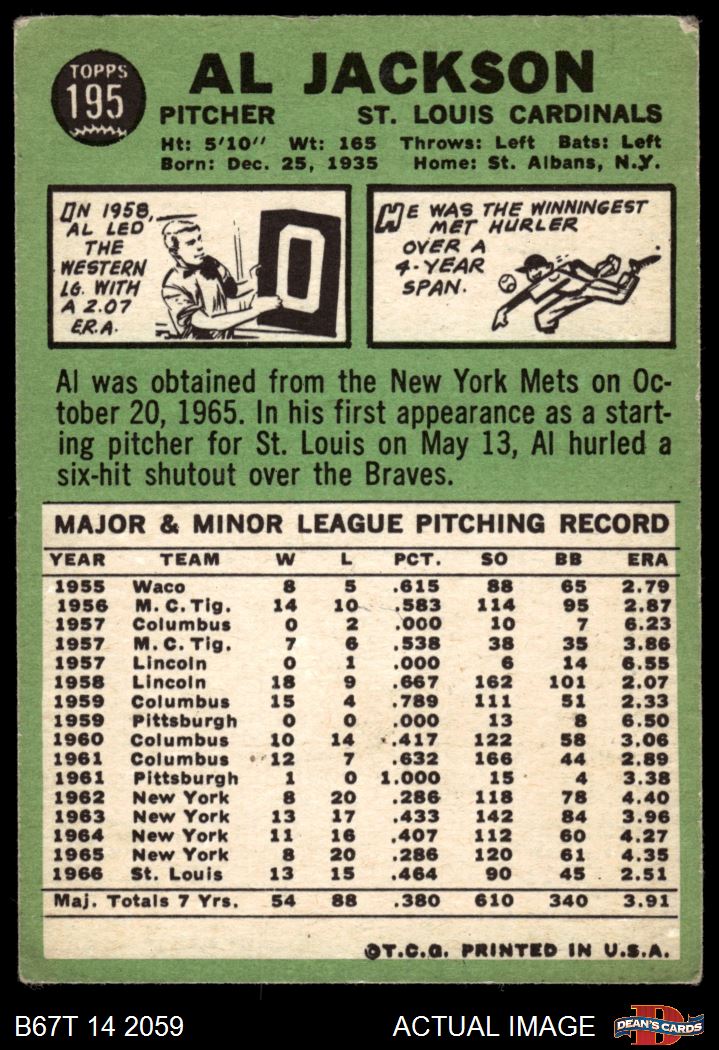 TOPPS
195
AL JACKSON
PITCHER ST. LOUIS CARDINALS
Ht: 5'10" Wt: 165 Throws: Left Bats: Left
Born: Dec. 25, 1935 Home: St. Albans, N.Y.
IN 1958,
AL LED
THE
WESTERN
LG. WITH
A 2.07
E.R.A.
0
HE WAS THE WINNINGEST
MET HURLER
OVER A
4-YEAR
SPAN.
Al was obtained from the New York Mets on Oc-
tober 20, 1965. In his first appearance as a start-
ing pitcher for St. Louis on May 13, Al hurled a
six-hit shutout over the Braves.
MAJOR & MINOR LEAGUE PITCHING RECORD
YEAR TEAM W L PCT. SO BB ERA
1955 Waco 8 5 .615 88 65 2.79
1956 M.C. Tig. 14 10 .583 114 95 2.87
1957 Columbus 0 2 .000 10 7 6.23
1957 M.C. Tig. 7 6 .538 38 35 3.86
1957 Lincoln 0 1 .000 6 14 6.55
1958 Lincoln 18 9 .667 162 101 2.07
1959 Columbus 15 4 .789 111 51 2.33
1959 Pittsburgh 0 0 .000 13 8 6.50
1960 Columbus 10 14 .417 122 58 3.06
1961 Columbus 12 7 .632 166 44 2.89
1961 Pittsburgh 1 0 1.000 15 4 3.38
1962 New York 8 20 .286 118 78 4.40
1963 New York 13 17 .433 142 84 3.96
1964 New York 11 16 .407 112 60 4.27
1965 New York 8 20 .286 120 61 4.35
1966 St. Louis 13 15 .464 90 45 2.51
Maj. Totals 7 Yrs. 54 88 .380 610 340 3.91
©T.C.G. PRINTED IN U.S.A.
B67T 14 2059 ACTUAL IMAGE
D
DEAN'S CARDS